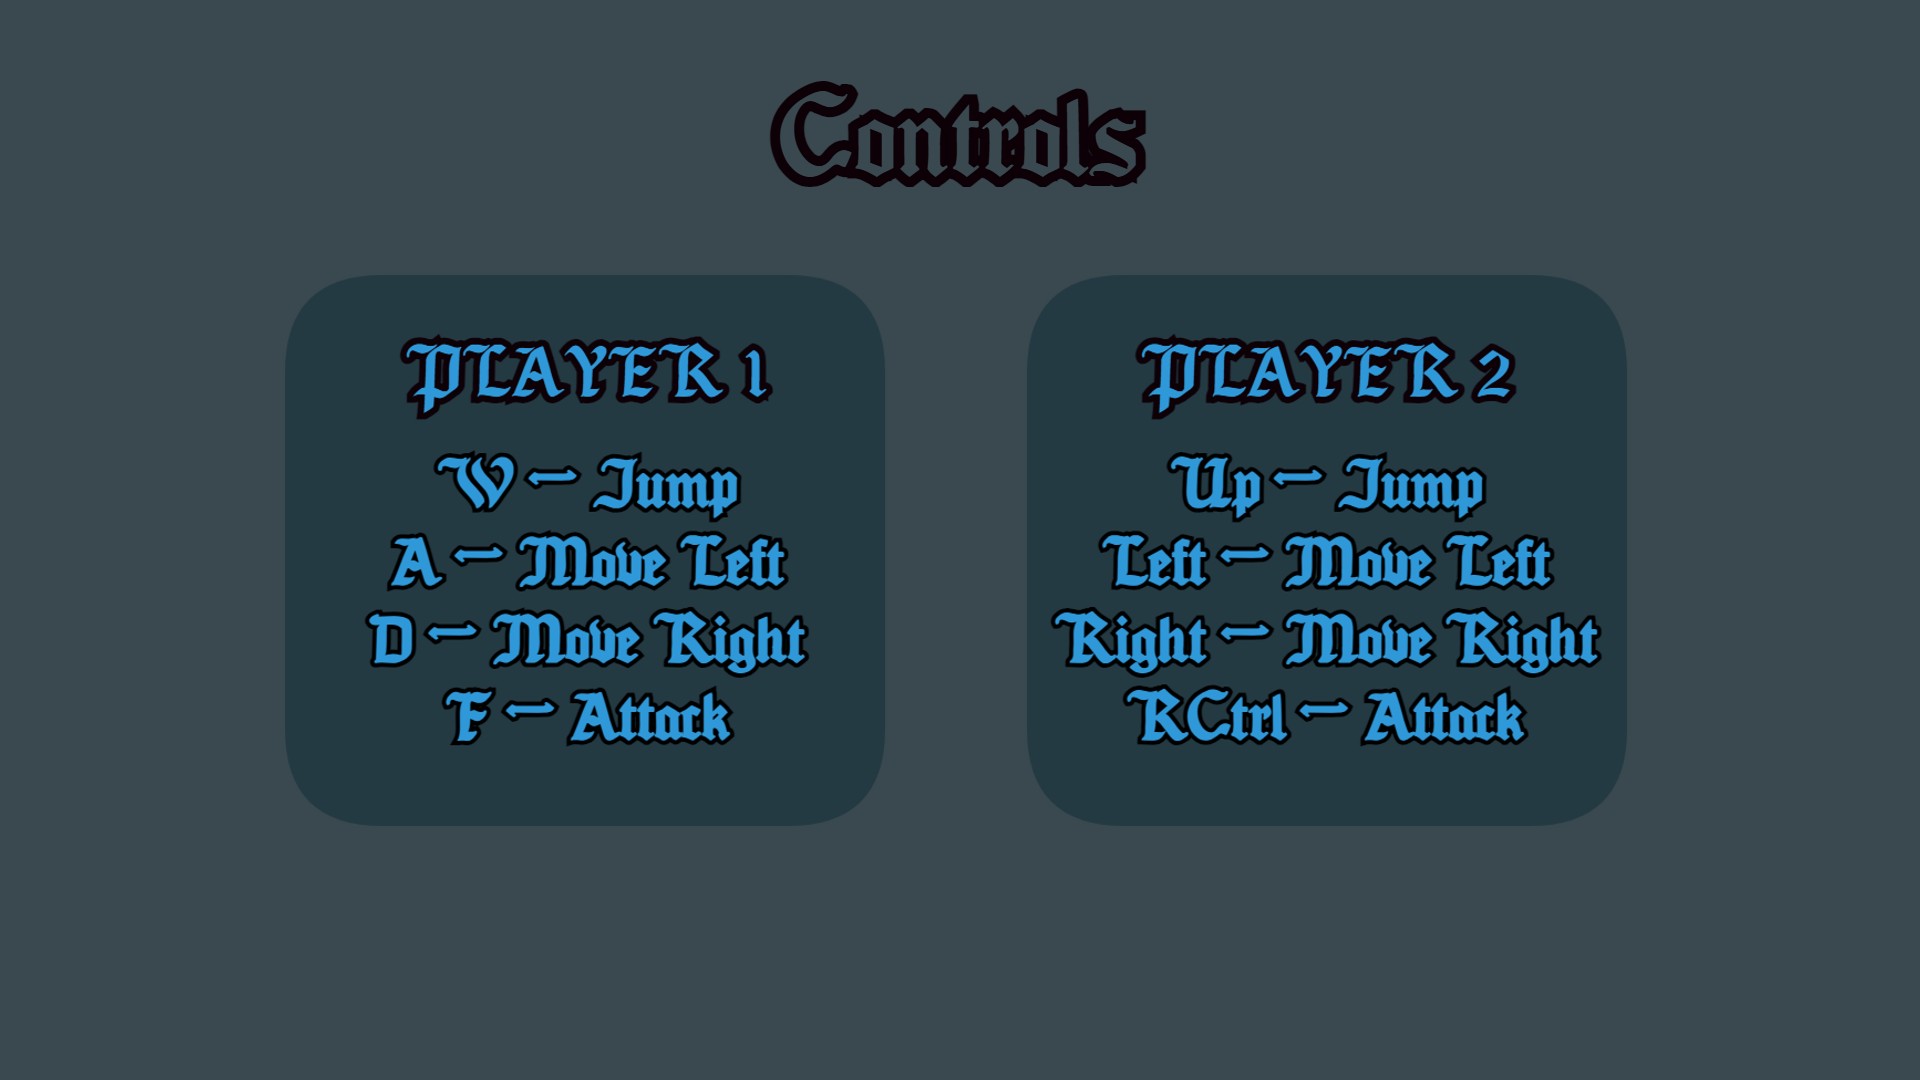 Controls
PLAYER 1
W - Jump
A - Move Left
D - Move Right
F - Attack
PLAYER 2
Up - Jump
Left - Move Left
Right - Move Right
RCtrl - Attack